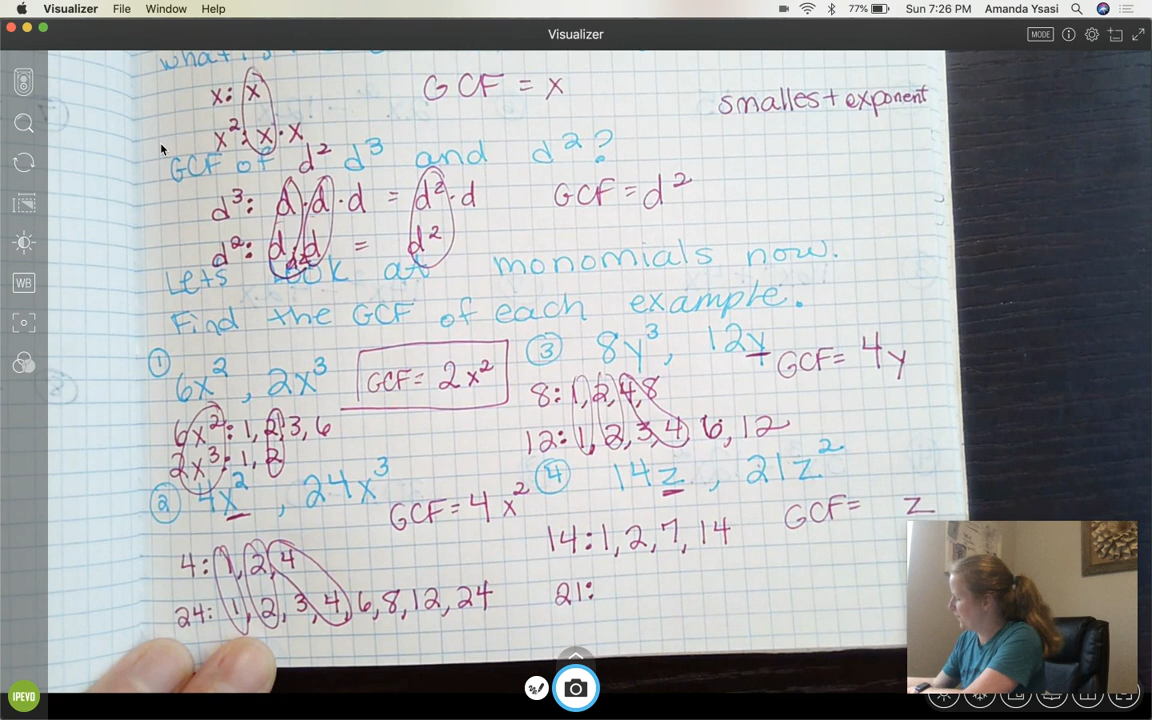 Visualizer File Window Help 77% Sun 7:26 PM Amanda Ysasi
Visualizer
MODE
WB
what
x: x
GCF = x
smallest exponent
x²: x · x
d²
GCF of d³ and d²?
d³: d · d · d = d² · d
GCF = d²
d²: d · d = d²
Lets look at monomials now.
Find the GCF of each example.
① 6x², 2x³
GCF = 2x²
6x²: 1, 2, 3, 6
2x³: 1, 2
③ 8y³, 12y
GCF = 4y
8: 1, 2, 4, 8
12: 1, 2, 3, 4, 6, 12
② 4x², 24x³
GCF = 4x²
4: 1, 2, 4
24: 1, 2, 3, 4, 6, 8, 12, 24
④ 14z, 21z²
GCF = z
14: 1, 2, 7, 14
21:
IPEVO